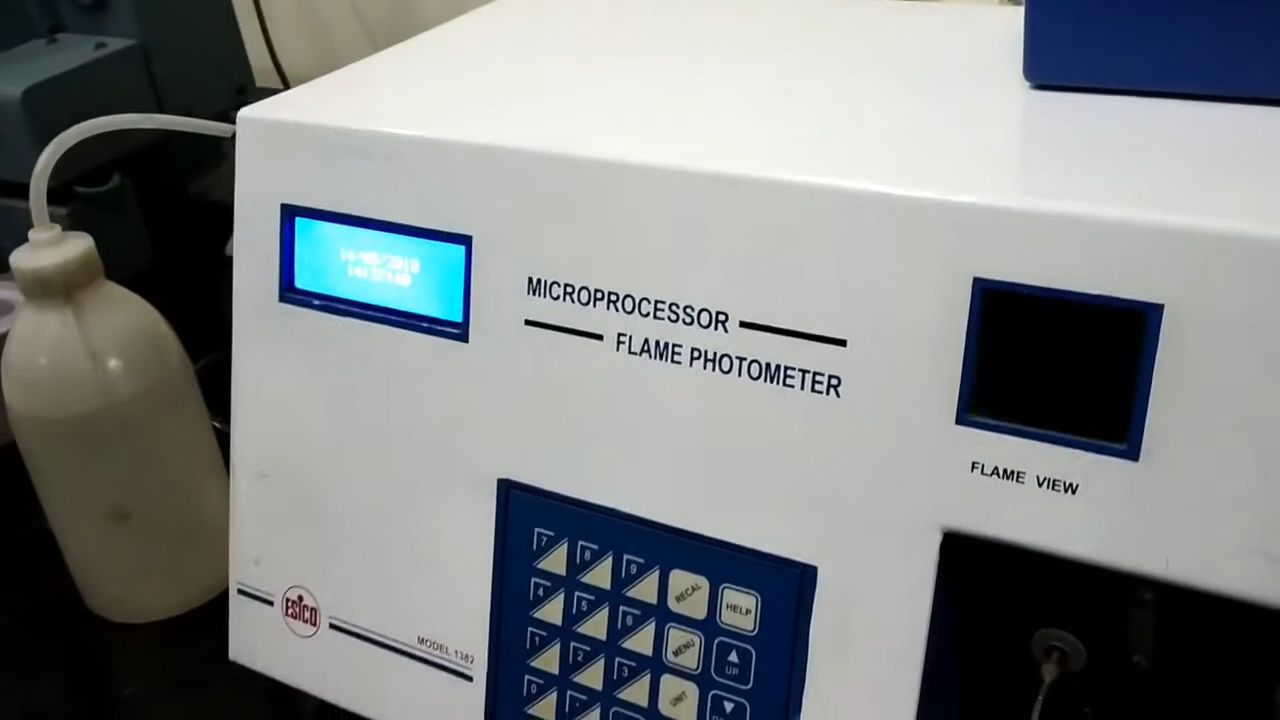 MICROPROCESSOR
FLAME PHOTOMETER
FLAME VIEW
7
8
9
RECAL
HELP
4
5
6
MENU
UP
1
2
3
UNIT
0
ESICO
MODEL 1382